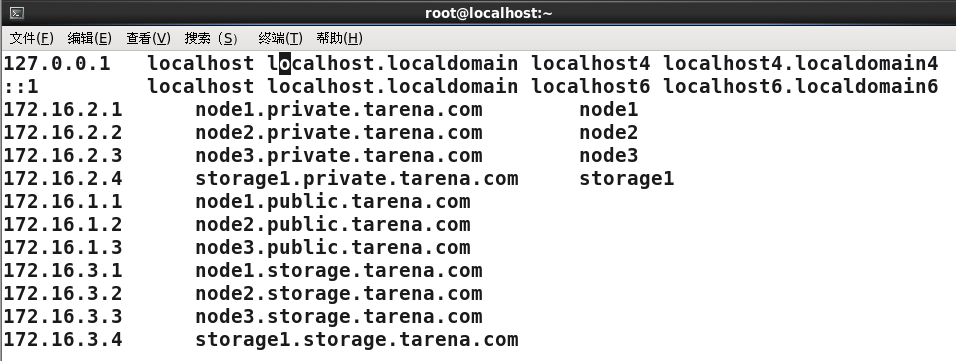 root@localhost:~
文件(F) 编辑(E) 查看(V) 搜索 (S) 终端(T) 帮助(H)
127.0.0.1 localhost localhost.localdomain localhost4 localhost4.localdomain4
::1 localhost localhost.localdomain localhost6 localhost6.localdomain6
172.16.2.1 node1.private.tarena.com node1
172.16.2.2 node2.private.tarena.com node2
172.16.2.3 node3.private.tarena.com node3
172.16.2.4 storage1.private.tarena.com storage1
172.16.1.1 node1.public.tarena.com
172.16.1.2 node2.public.tarena.com
172.16.1.3 node3.public.tarena.com
172.16.3.1 node1.storage.tarena.com
172.16.3.2 node2.storage.tarena.com
172.16.3.3 node3.storage.tarena.com
172.16.3.4 storage1.storage.tarena.com